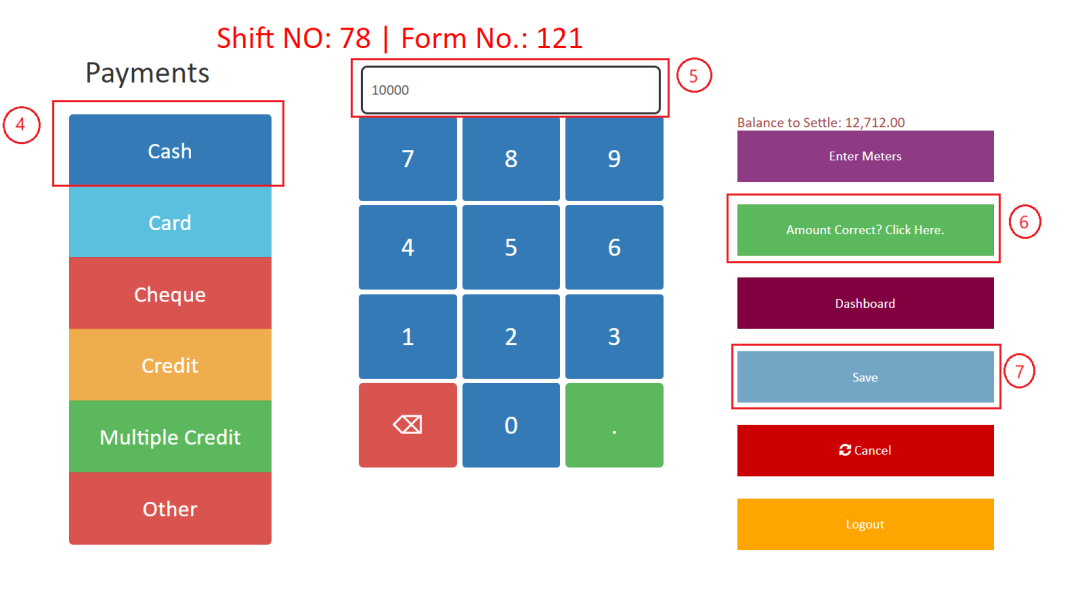 Shift NO: 78 | Form No.: 121
Payments
4
Cash
Card
Cheque
Credit
Multiple Credit
Other
10000
5
7 8 9
4 5 6
1 2 3
⌫ 0 .
Balance to Settle: 12,712.00
Enter Meters
Amount Correct? Click Here.
6
Dashboard
Save
7
Cancel
Logout